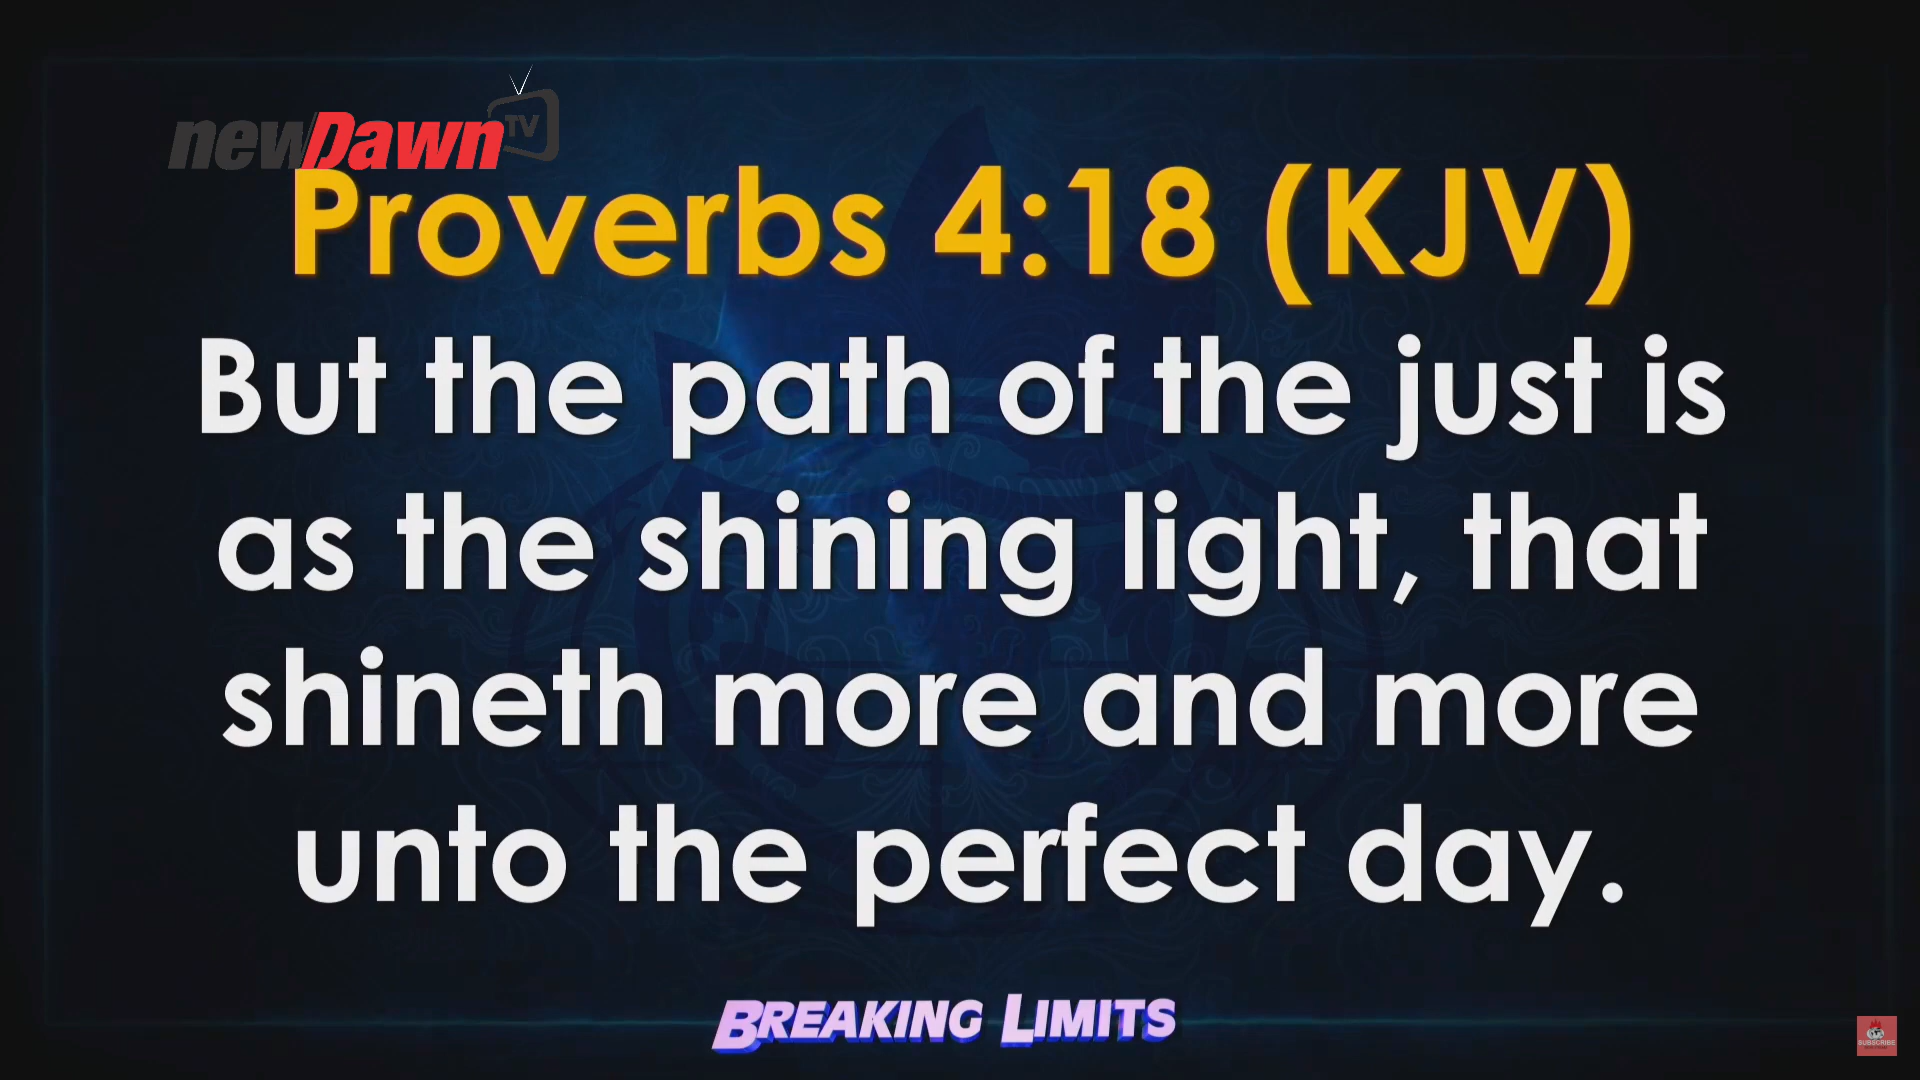 newDawn TV
Proverbs 4:18 (KJV)
But the path of the just is
as the shining light, that
shineth more and more
unto the perfect day.
BREAKING LIMITS
SUBSCRIBE